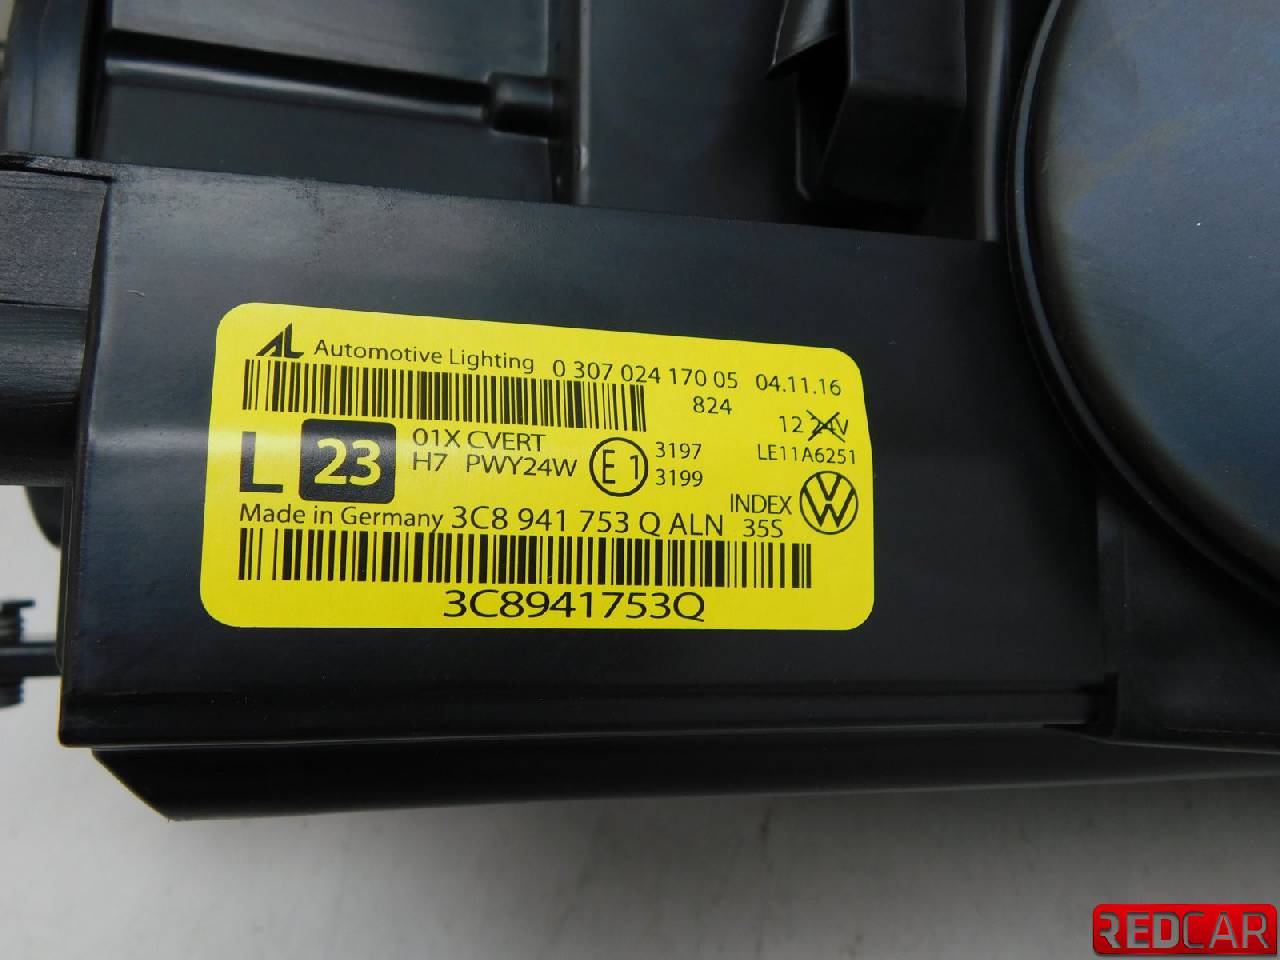 AL Automotive Lighting 0 307 024 170 05 04.11.16
824 12 24V
L 23 01X CVERT E1 3197 LE11A6251
H7 PWY24W 3199
INDEX VW
Made in Germany 3C8 941 753 Q ALN 35S
3C8941753Q
REDCAR